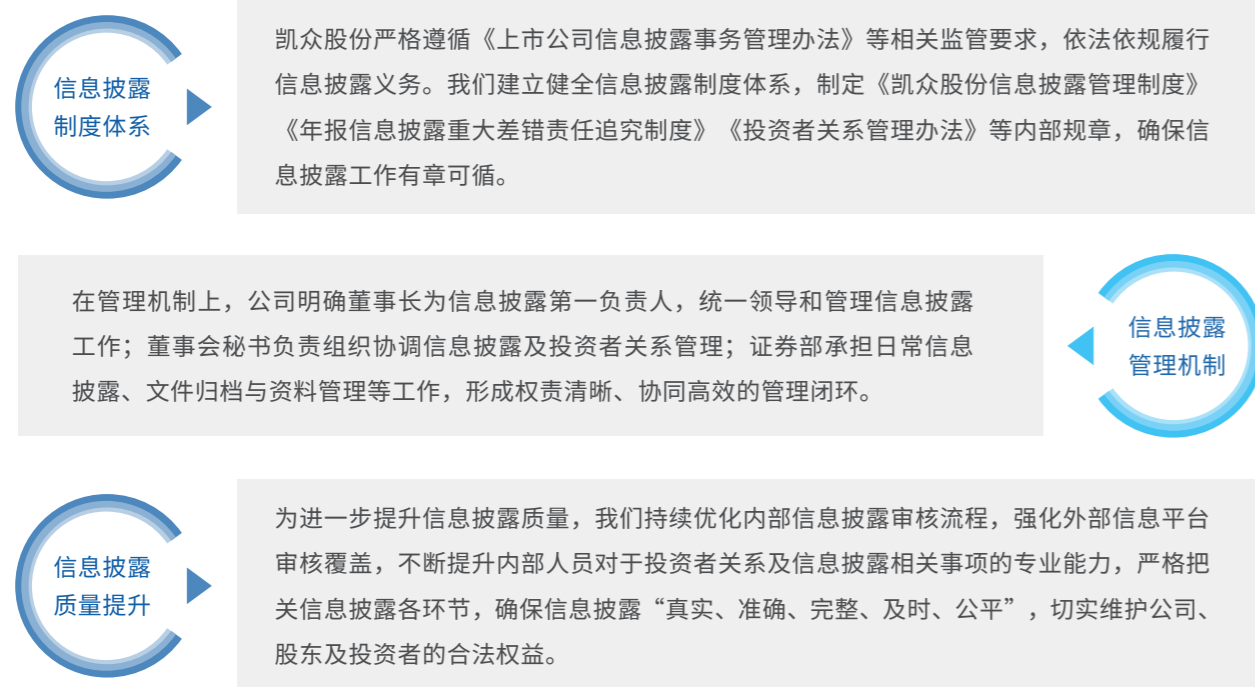 信息披露
制度体系
凯众股份严格遵循《上市公司信息披露事务管理办法》等相关监管要求，依法依规履行
信息披露义务。我们建立健全信息披露制度体系，制定《凯众股份信息披露管理制度》
《年报信息披露重大差错责任追究制度》《投资者关系管理办法》等内部规章，确保信
息披露工作有章可循。
在管理机制上，公司明确董事长为信息披露第一负责人，统一领导和管理信息披露
工作；董事会秘书负责组织协调信息披露及投资者关系管理；证券部承担日常信息
披露、文件归档与资料管理等工作，形成权责清晰、协同高效的管理闭环。
信息披露
管理机制
信息披露
质量提升
为进一步提升信息披露质量，我们持续优化内部信息披露审核流程，强化外部信息平台
审核覆盖，不断提升内部人员对于投资者关系及信息披露相关事项的专业能力，严格把
关信息披露各环节，确保信息披露“真实、准确、完整、及时、公平”，切实维护公司、
股东及投资者的合法权益。